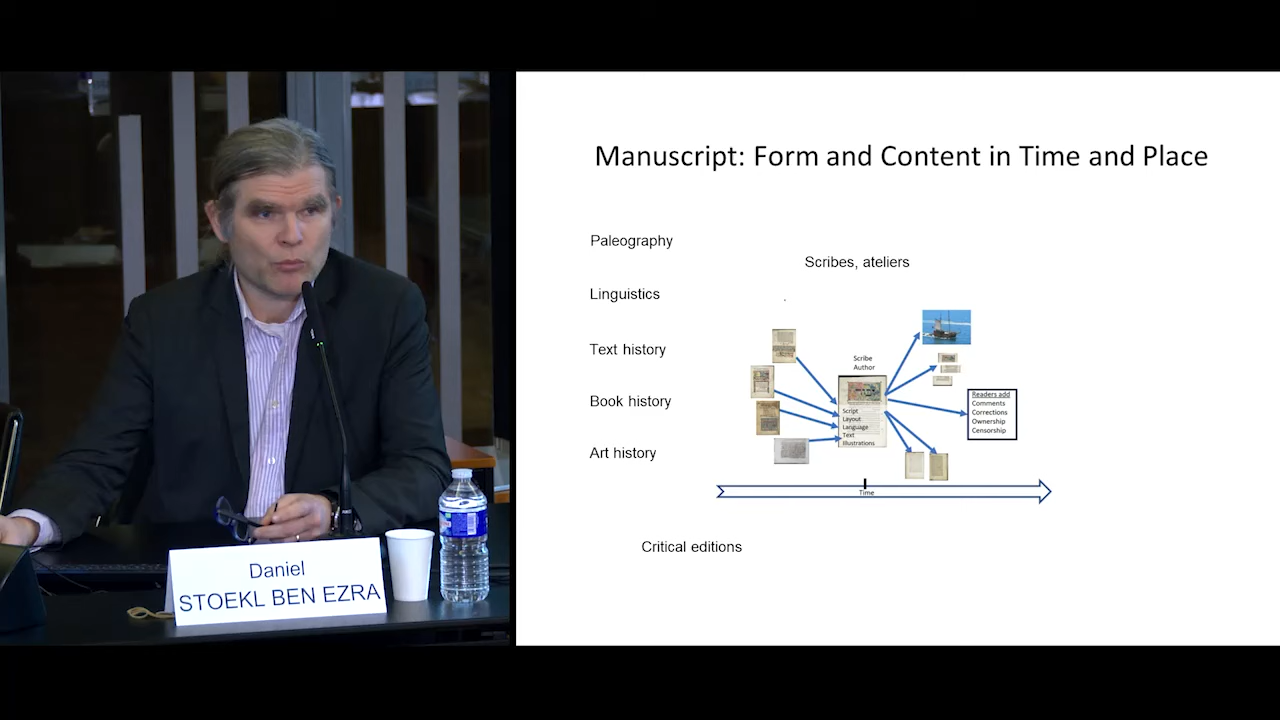 Manuscript: Form and Content in Time and Place
Paleography
Scribes, ateliers
Linguistics
Text history
Book history
Art history
Scribe
Author
Script
Layout
Language
Text
Illustrations
Readers add
Comments
Corrections
Ownership
Censorship
Time
Critical editions
Daniel
STOEKL BEN EZRA